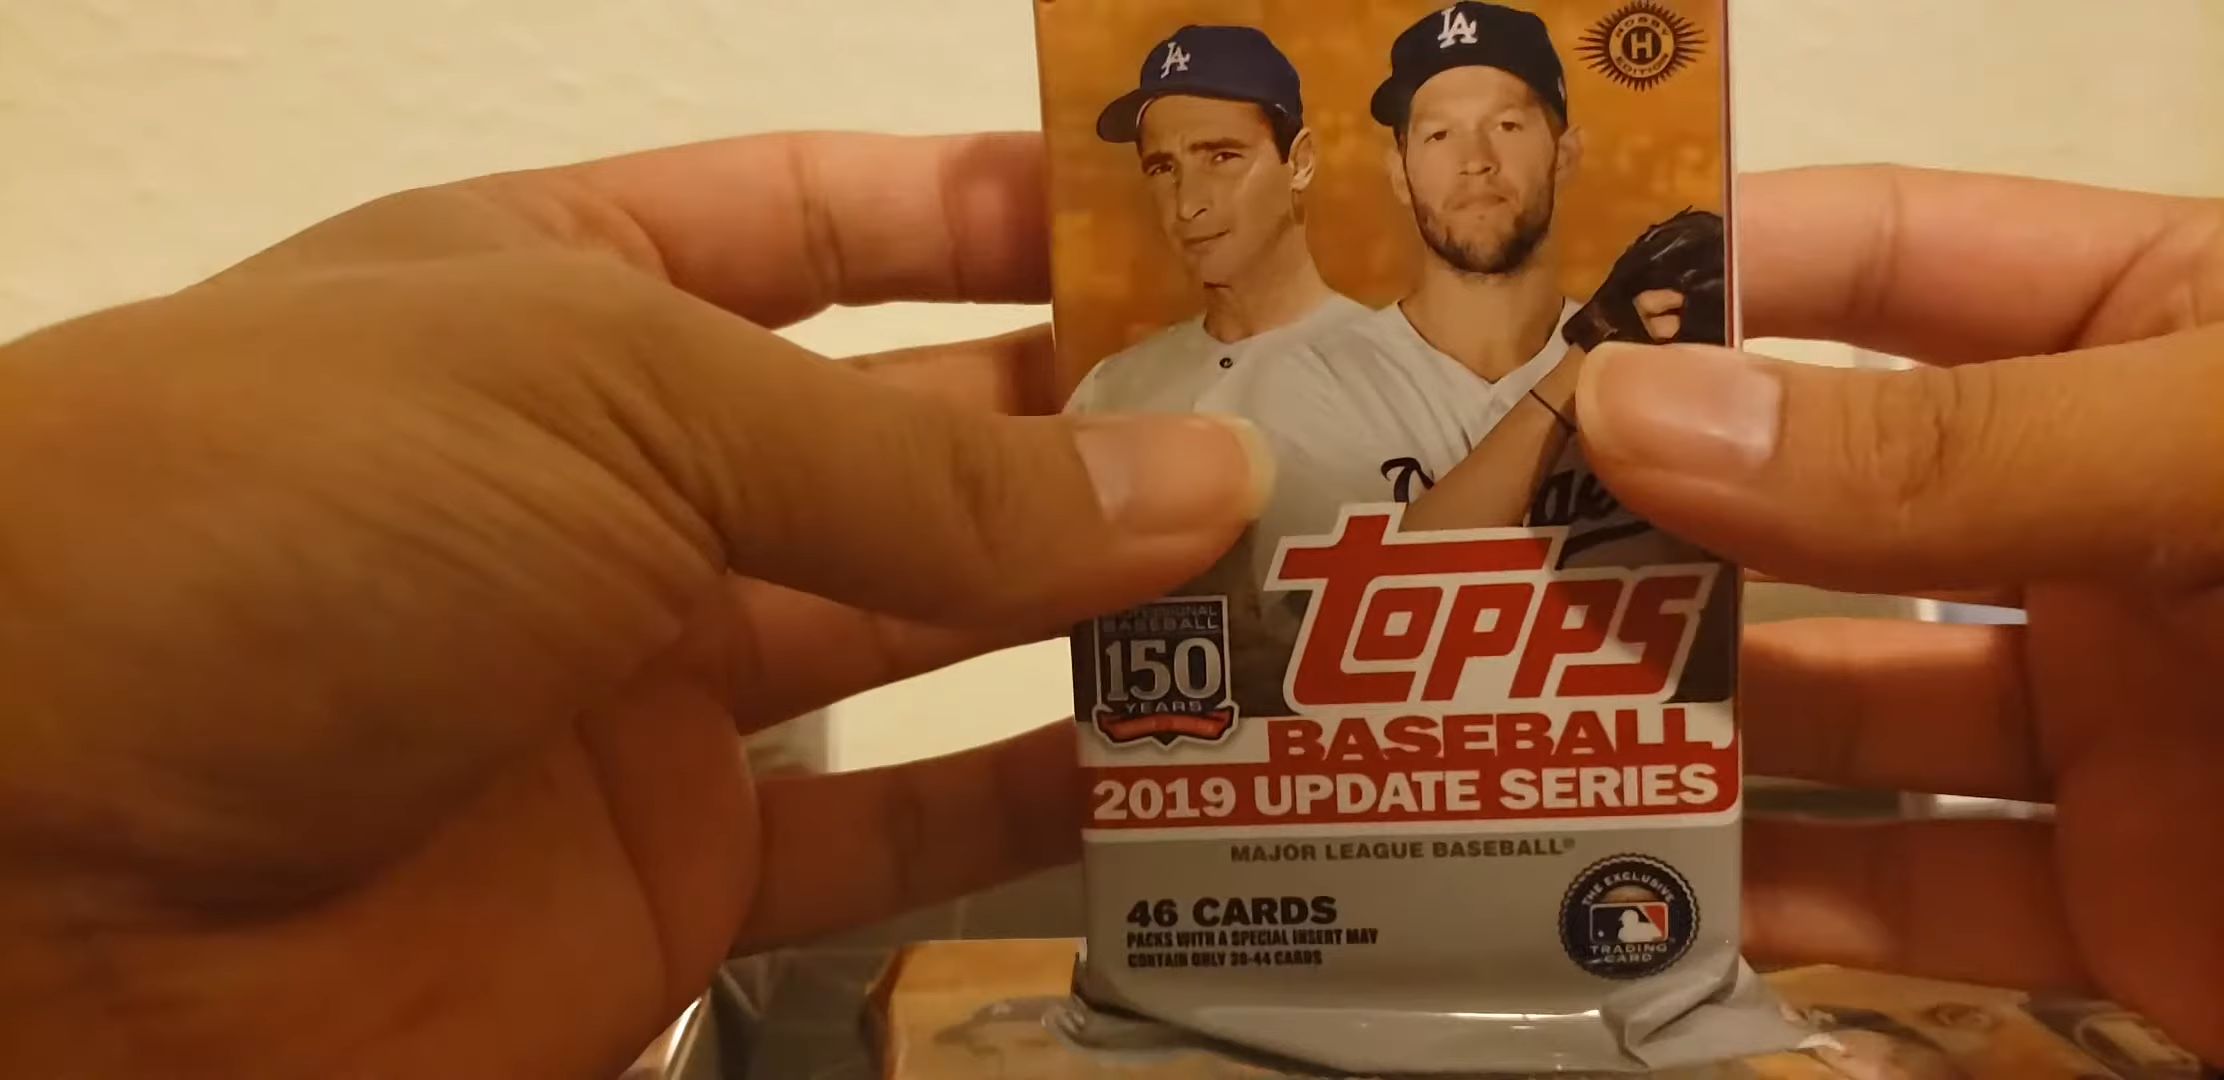 LA
LA
HOBBY
H
EDITION
topps
BASEBALL
150
YEARS
BASEBALL
2019 UPDATE SERIES
MAJOR LEAGUE BASEBALL®
46 CARDS
PACKS WITH A SPECIAL INSERT MAY
CONTAIN ONLY 38-44 CARDS
THE EXCLUSIVE
TRADING
CARD